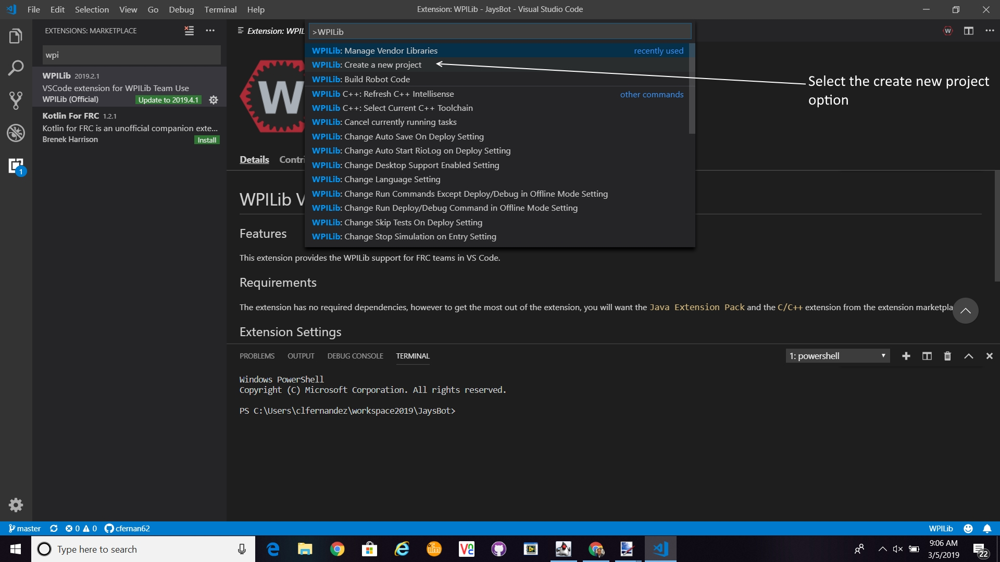 File Edit Selection View Go Debug Terminal Help
Extension: WPILib - JaysBot - Visual Studio Code
EXTENSIONS: MARKETPLACE
wpi
WPILib 2019.2.1
VSCode extension for WPILib Team Use
WPILib (Official) Update to 2019.4.1
Kotlin For FRC 1.2.1
Kotlin for FRC is an unofficial companion exte...
Brenek Harrison Install
1
Extension: WPIL
W
>WPILib
WPILib: Manage Vendor Libraries recently used
WPILib: Create a new project
WPILib: Build Robot Code
WPILib C++: Refresh C++ Intellisense other commands
WPILib C++: Select Current C++ Toolchain
WPILib: Cancel currently running tasks
WPILib: Change Auto Save On Deploy Setting
WPILib: Change Auto Start RioLog on Deploy Setting
WPILib: Change Desktop Support Enabled Setting
WPILib: Change Language Setting
WPILib: Change Run Commands Except Deploy/Debug in Offline Mode Setting
WPILib: Change Run Deploy/Debug Command in Offline Mode Setting
WPILib: Change Skip Tests On Deploy Setting
WPILib: Change Stop Simulation on Entry Setting
Select the create new project
option
W
Details Contri
WPILib V
Features
This extension provides the WPILib support for FRC teams in VS Code.
Requirements
The extension has no required dependencies, however to get the most out of the extension, you will want the Java Extension Pack and the C/C++ extension from the extension marketpla
Extension Settings
PROBLEMS OUTPUT DEBUG CONSOLE TERMINAL
1: powershell
Windows PowerShell
Copyright (C) Microsoft Corporation. All rights reserved.
PS C:\Users\clfernandez\workspace2019\JaysBot>
master 0 0 cfernan62
WPILib
Type here to search
9:06 AM
3/5/2019
22